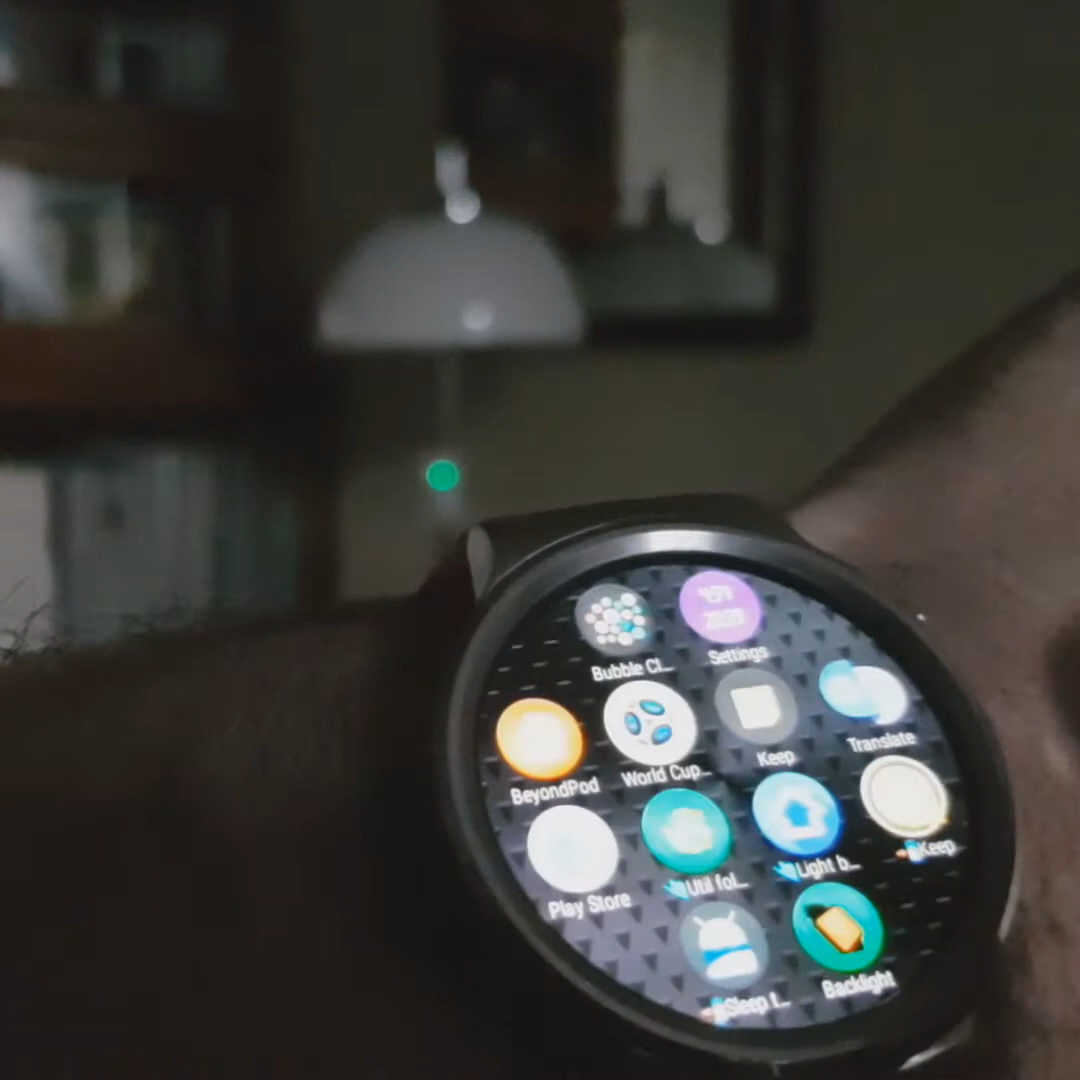 Bubble Cl...
Settings
BeyondPod
World Cup...
Keep
Translate
Play Store
Util fol...
Light b...
Keep
Sleep t...
Backlight